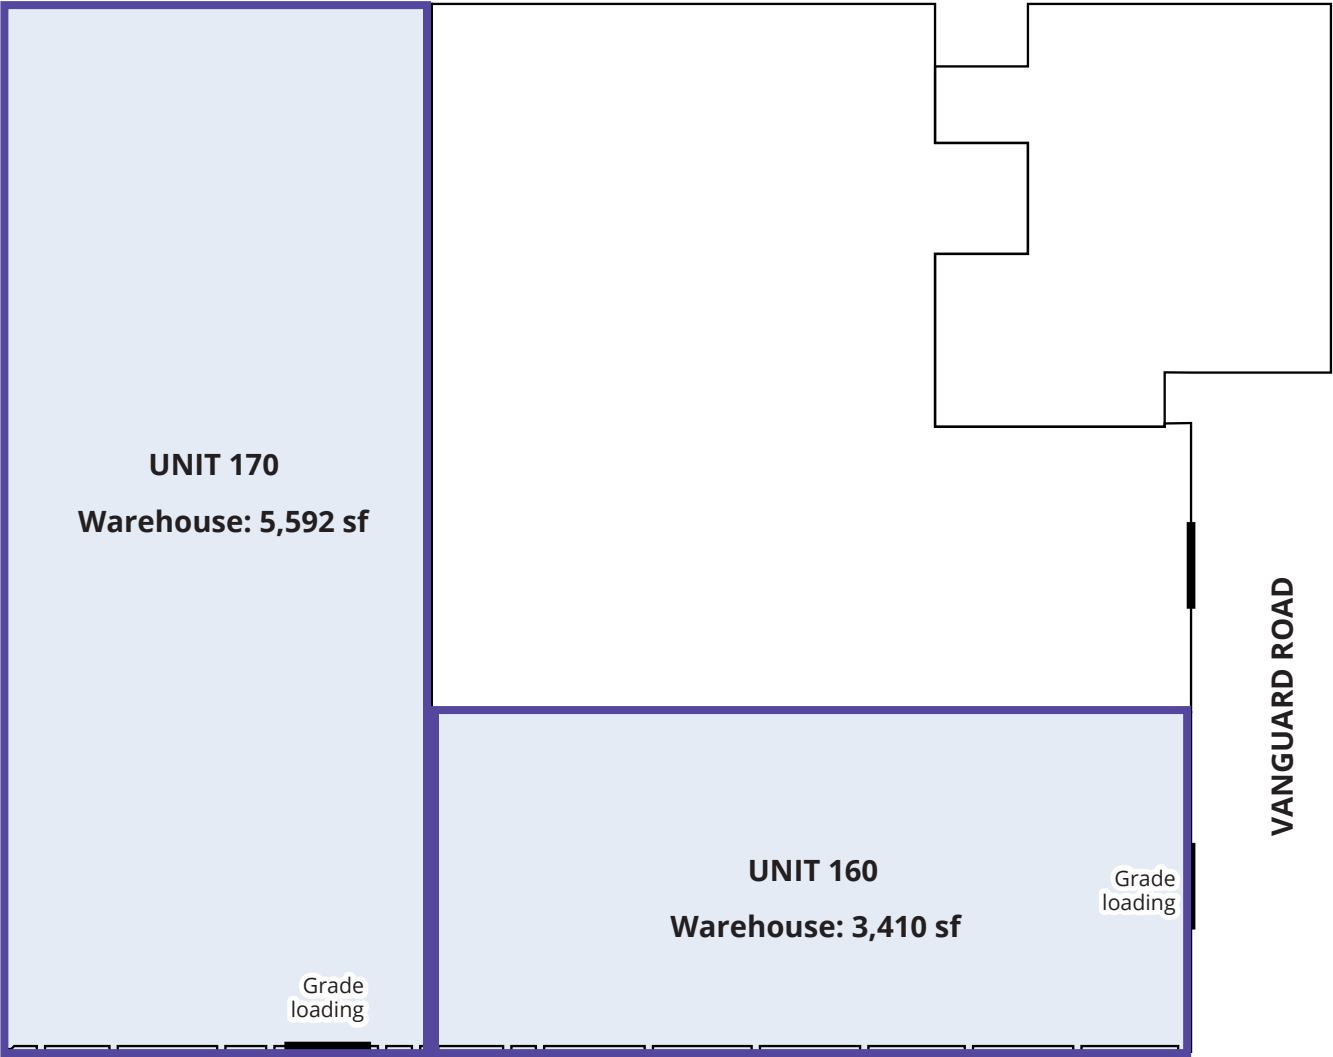 UNIT 170
Warehouse: 5,592 sf
Grade
loading
UNIT 160
Warehouse: 3,410 sf
Grade
loading
VANGUARD ROAD